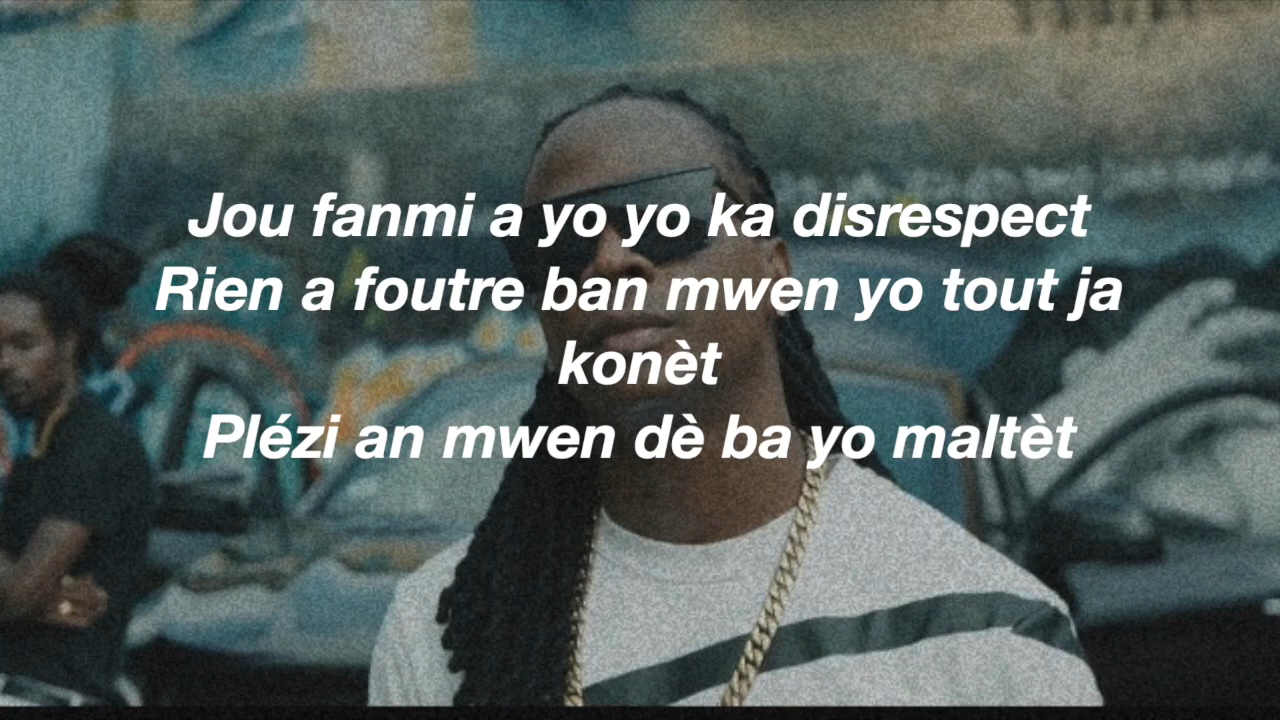 Jou fanmi a yo yo ka disrespect
Rien a foutre ban mwen yo tout ja
konèt
Plézi an mwen dè ba yo maltèt